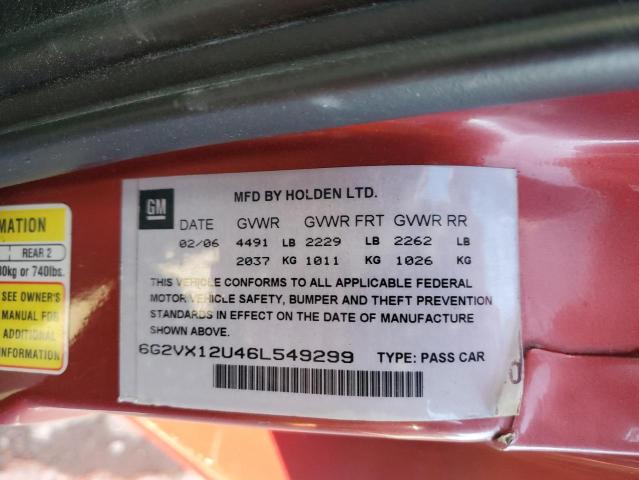 MATION
REAR 2
0kg or 740lbs.
SEE OWNER'S
MANUAL FOR
ADDITIONAL
INFORMATION
GM
MFD BY HOLDEN LTD.
DATE GVWR GVWR FRT GVWR RR
02/06 4491 LB 2229 LB 2262 LB
2037 KG 1011 KG 1026 KG
THIS VEHICLE CONFORMS TO ALL APPLICABLE FEDERAL
MOTOR VEHICLE SAFETY, BUMPER AND THEFT PREVENTION
STANDARDS IN EFFECT ON THE DATE OF MANUFACTURE
SHOWN ABOVE.
6G2VX12U46L549299 TYPE: PASS CAR